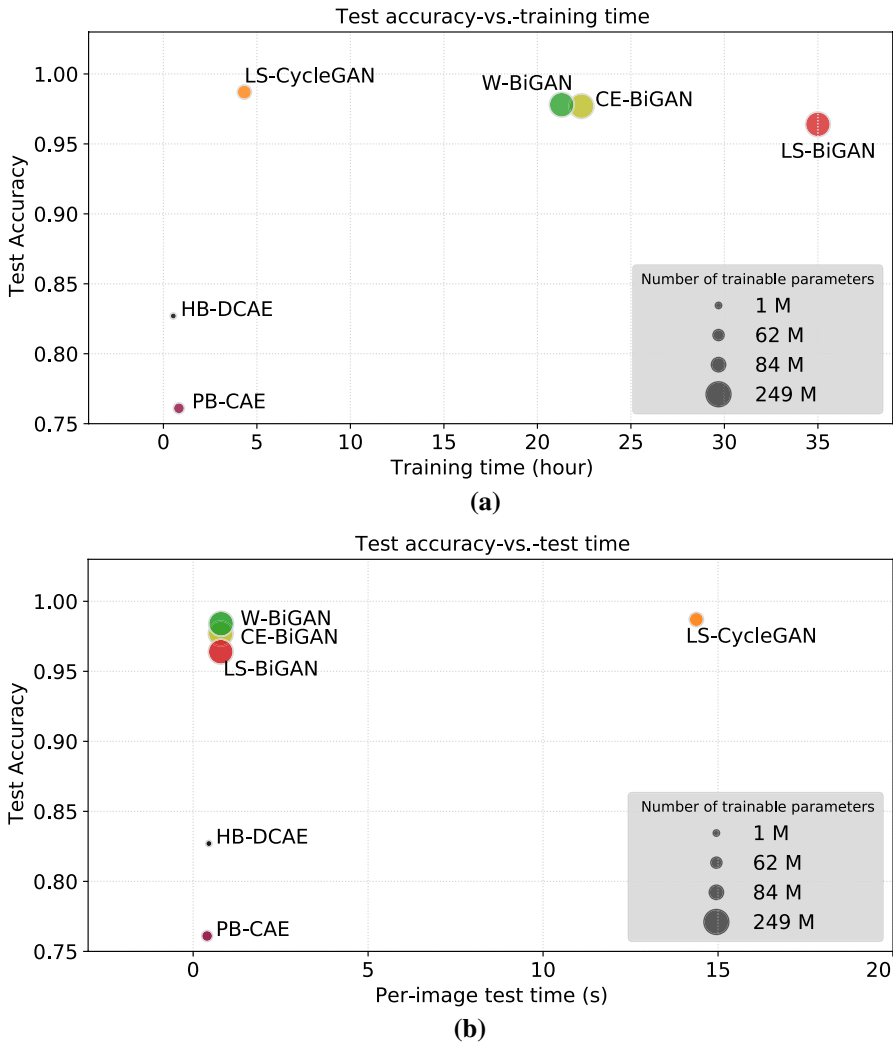 Test accuracy-vs.-training time
Test Accuracy
1.00
0.95
0.90
0.85
0.80
0.75
LS-CycleGAN
W-BiGAN
CE-BiGAN
LS-BiGAN
HB-DCAE
PB-CAE
Number of trainable parameters
1 M
62 M
84 M
249 M
0 5 10 15 20 25 30 35
Training time (hour)
(a)
Test accuracy-vs.-test time
Test Accuracy
1.00
0.95
0.90
0.85
0.80
0.75
W-BiGAN
CE-BiGAN
LS-BiGAN
LS-CycleGAN
HB-DCAE
PB-CAE
Number of trainable parameters
1 M
62 M
84 M
249 M
0 5 10 15 20
Per-image test time (s)
(b)